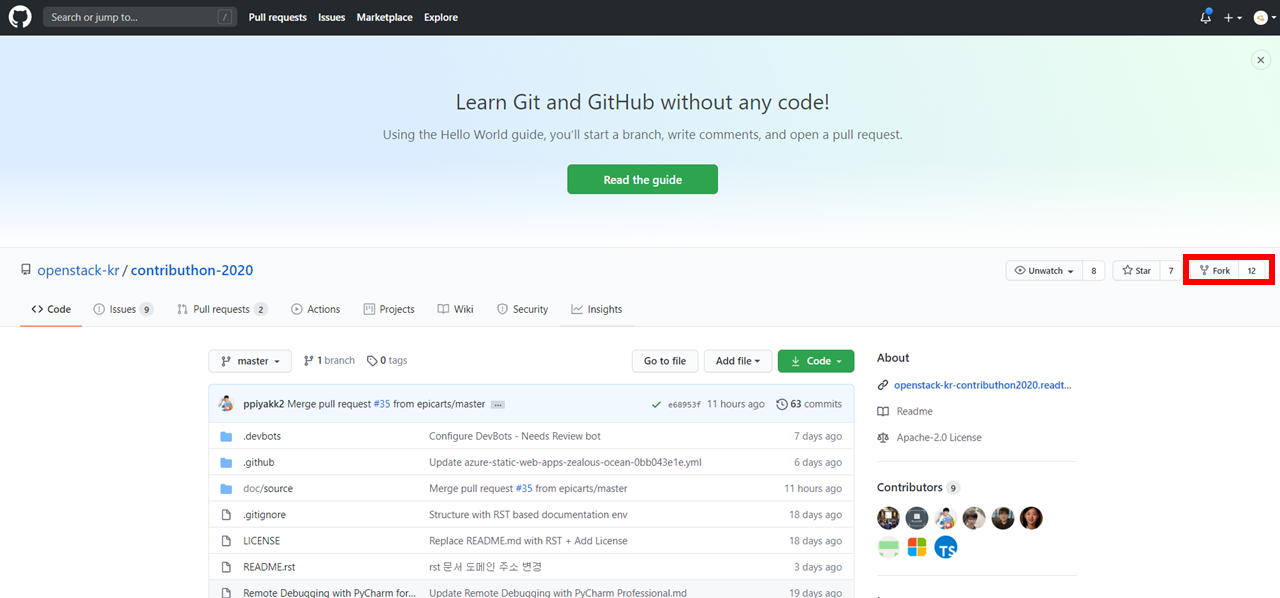 Search or jump to... /
Pull requests Issues Marketplace Explore
Learn Git and GitHub without any code!
Using the Hello World guide, you'll start a branch, write comments, and open a pull request.
Read the guide
openstack-kr / contributhon-2020
Unwatch 8 Star 7 Fork 12
Code Issues 9 Pull requests 2 Actions Projects Wiki Security Insights
master 1 branch 0 tags Go to file Add file Code
ppiyakk2 Merge pull request #35 from epicarts/master ... e68953f 11 hours ago 63 commits
.devbots Configure DevBots - Needs Review bot 7 days ago
.github Update azure-static-web-apps-zealous-ocean-0bb043e1e.yml 6 days ago
doc/source Merge pull request #35 from epicarts/master 11 hours ago
.gitignore Structure with RST based documentation env 18 days ago
LICENSE Replace README.md with RST + Add License 18 days ago
README.rst rst 문서 도메인 주소 변경 3 days ago
Remote Debugging with PyCharm for... Update Remote Debugging with PyCharm Professional.md 19 days ago
About
openstack-kr-contributhon2020.readt...
Readme
Apache-2.0 License
Contributors 9
TS